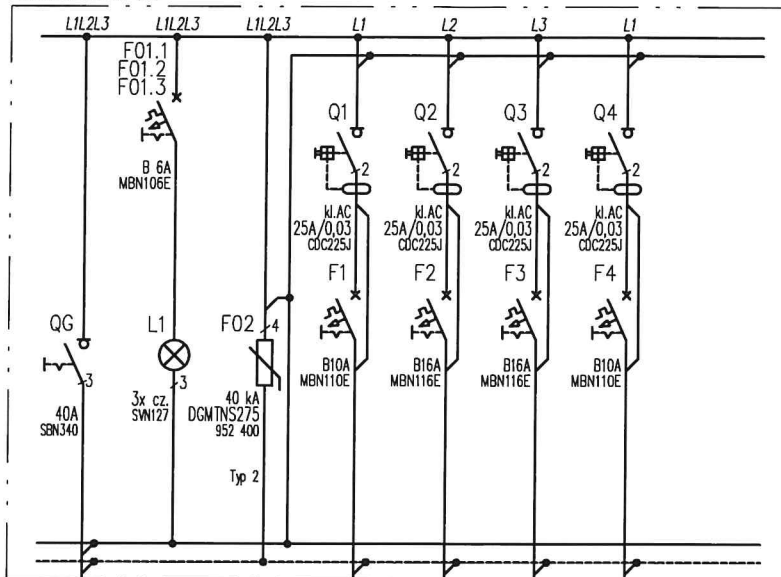 L1L2L3 L1L2L3 L1L2L3 L1 L2 L3 L1
F01.1
F01.2
F01.3
B 6A
MBN106E
Q1 Q2 Q3 Q4
2 2 2 2
kl.AC kl.AC kl.AC kl.AC
25A/0,03 25A/0,03 25A/0,03 25A/0,03
CDC225J CDC225J CDC225J CDC225J
F1 F2 F3 F4
QG L1 F02 4
3 3
B10A B16A B16A B10A
MBN110E MBN116E MBN116E MBN110E
40A
SBN340
3x cz.
SVN127
40 kA
DGMTNS275
952 400
Typ 2